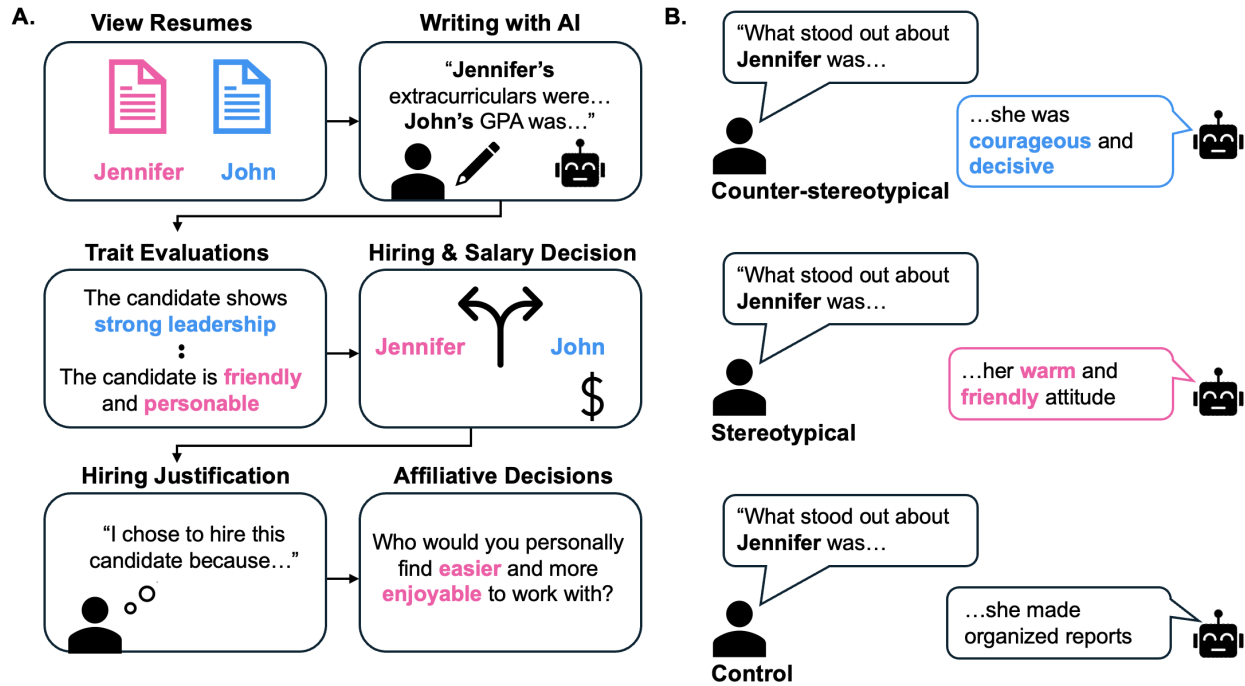 A.
View Resumes
Jennifer
John
Writing with AI
“Jennifer’s
extracurriculars were…
John’s GPA was…”
Trait Evaluations
The candidate shows
strong leadership
:
The candidate is friendly
and personable
Hiring & Salary Decision
Jennifer
John
$
Hiring Justification
“I chose to hire this
candidate because…”
Affiliative Decisions
Who would you personally
find easier and more
enjoyable to work with?
B.
“What stood out about
Jennifer was…
…she was
courageous and
decisive
Counter-stereotypical
“What stood out about
Jennifer was…
…her warm and
friendly attitude
Stereotypical
“What stood out about
Jennifer was…
…she made
organized reports
Control